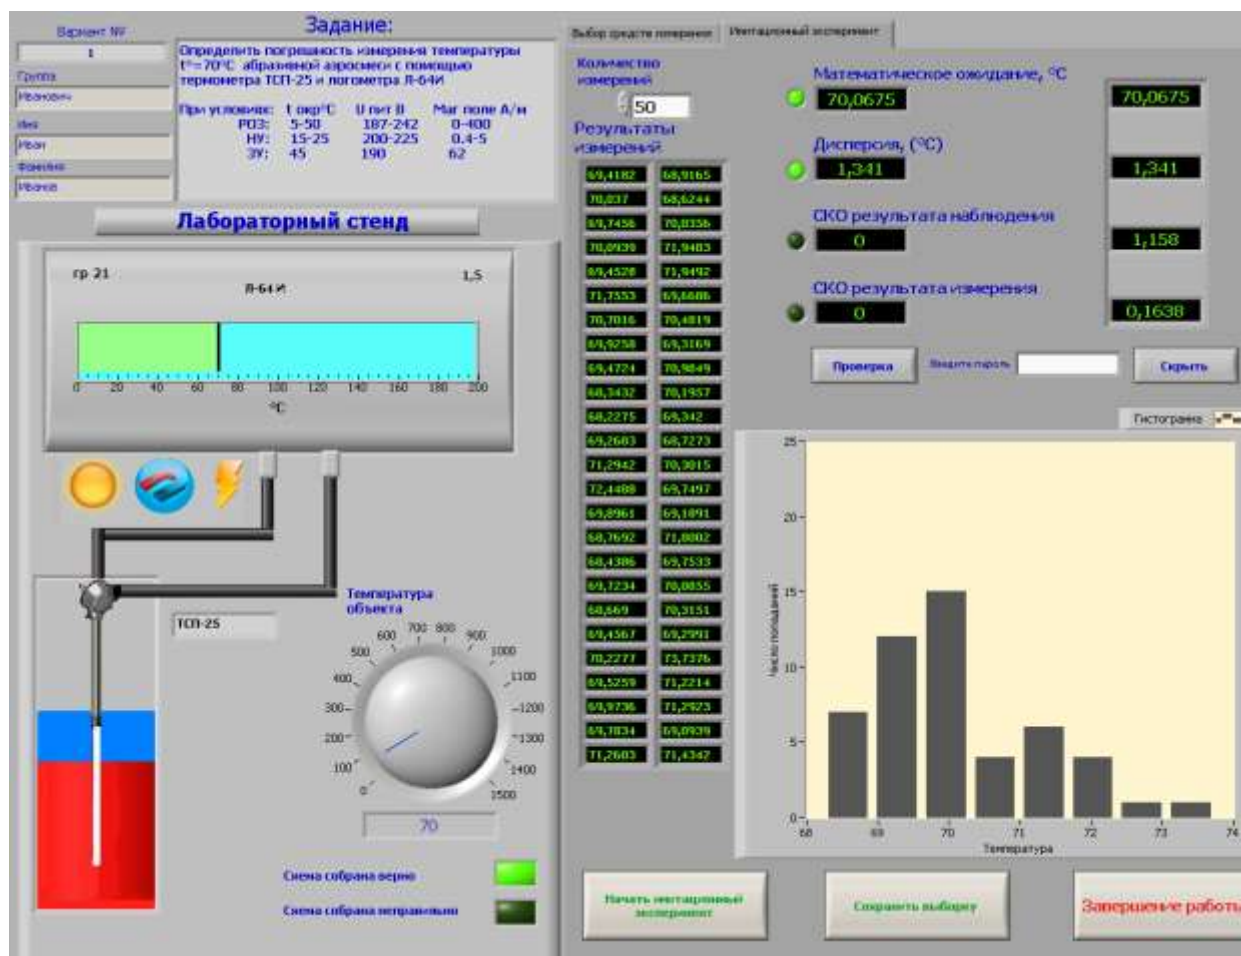 Вариант №
1
Группа
Иванович
Имя
Иван
Фамилия
Иванов
Задание:
Определить погрешность измерения температуры
t°=70°C абразивной аэросмеси с помощью
термометра ТСП-25 и логометра Л-64И
При условиях: t окр°C U пит В Маг поле А/м
РОЗ: 5-50 187-242 0-400
НУ: 15-25 200-225 0.4-5
ЗУ: 45 190 62
Лабораторный стенд
гр 21
Л-64И
1,5
0 20 40 60 80 100 120 140 160 180 200
°C
ТСП-25
Температура
объекта
0 100 200 300 400 500 600 700 800 900 1000 1100 1200 1300 1400 1500
70
Схема собрана верно
Схема собрана неправильно
Выбор средств измерения
Имитационный эксперимент
Количество
измерений
50
Результаты
измерений
69,4182 68,9165
70,037 68,6244
69,7456 70,8356
70,0939 71,9483
69,4528 71,9492
71,7553 69,6686
70,7016 70,4819
69,9258 69,3169
69,4724 70,9849
68,3432 70,1957
68,2275 69,342
69,2603 68,7273
71,2942 70,3815
72,4488 69,7497
69,8961 69,1891
68,7692 71,8802
68,4386 69,7533
69,7234 70,0855
68,669 70,3151
69,4567 69,2991
70,2277 73,7376
69,5259 71,2214
69,9736 71,2923
69,7834 69,0939
71,2603 71,4342
Математическое ожидание, °C
70,0675 70,0675
Дисперсия, (°C)
1,341 1,341
СКО результата наблюдения
0 1,158
СКО результата измерения
0 0,1638
Проверка
Введите пароль
Скрыть
Гистограмма
Число попаданий
25
20
15
10
5
0
68 69 70 71 72 73 74
Температура
Начать имитационный
эксперимент
Сохранить выборку
Завершение работы